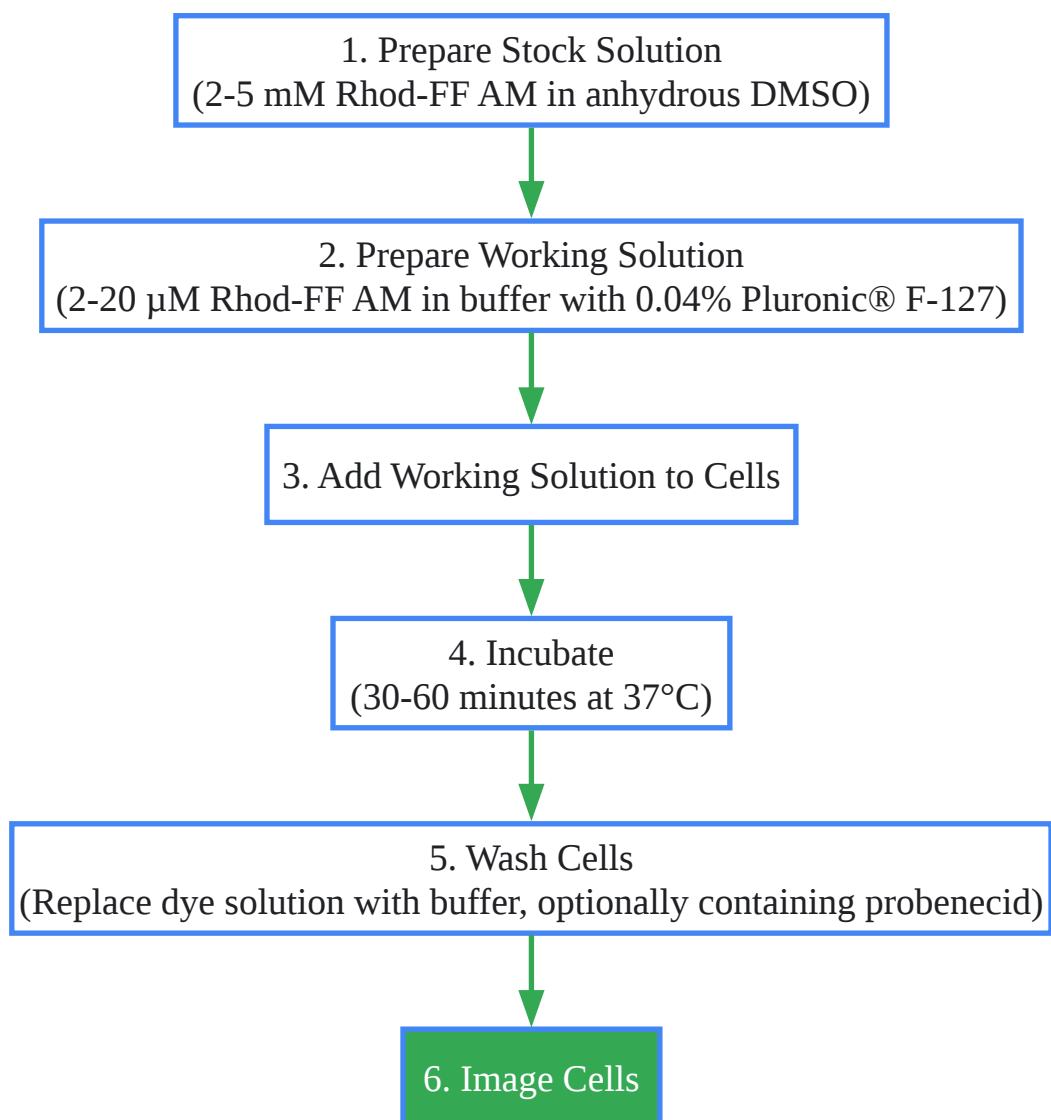 1. Prepare Stock Solution
(2-5 mM Rhod-FF AM in anhydrous DMSO)
2. Prepare Working Solution
(2-20 µM Rhod-FF AM in buffer with 0.04% Pluronic® F-127)
3. Add Working Solution to Cells
4. Incubate
(30-60 minutes at 37°C)
5. Wash Cells
(Replace dye solution with buffer, optionally containing probenecid)
6. Image Cells